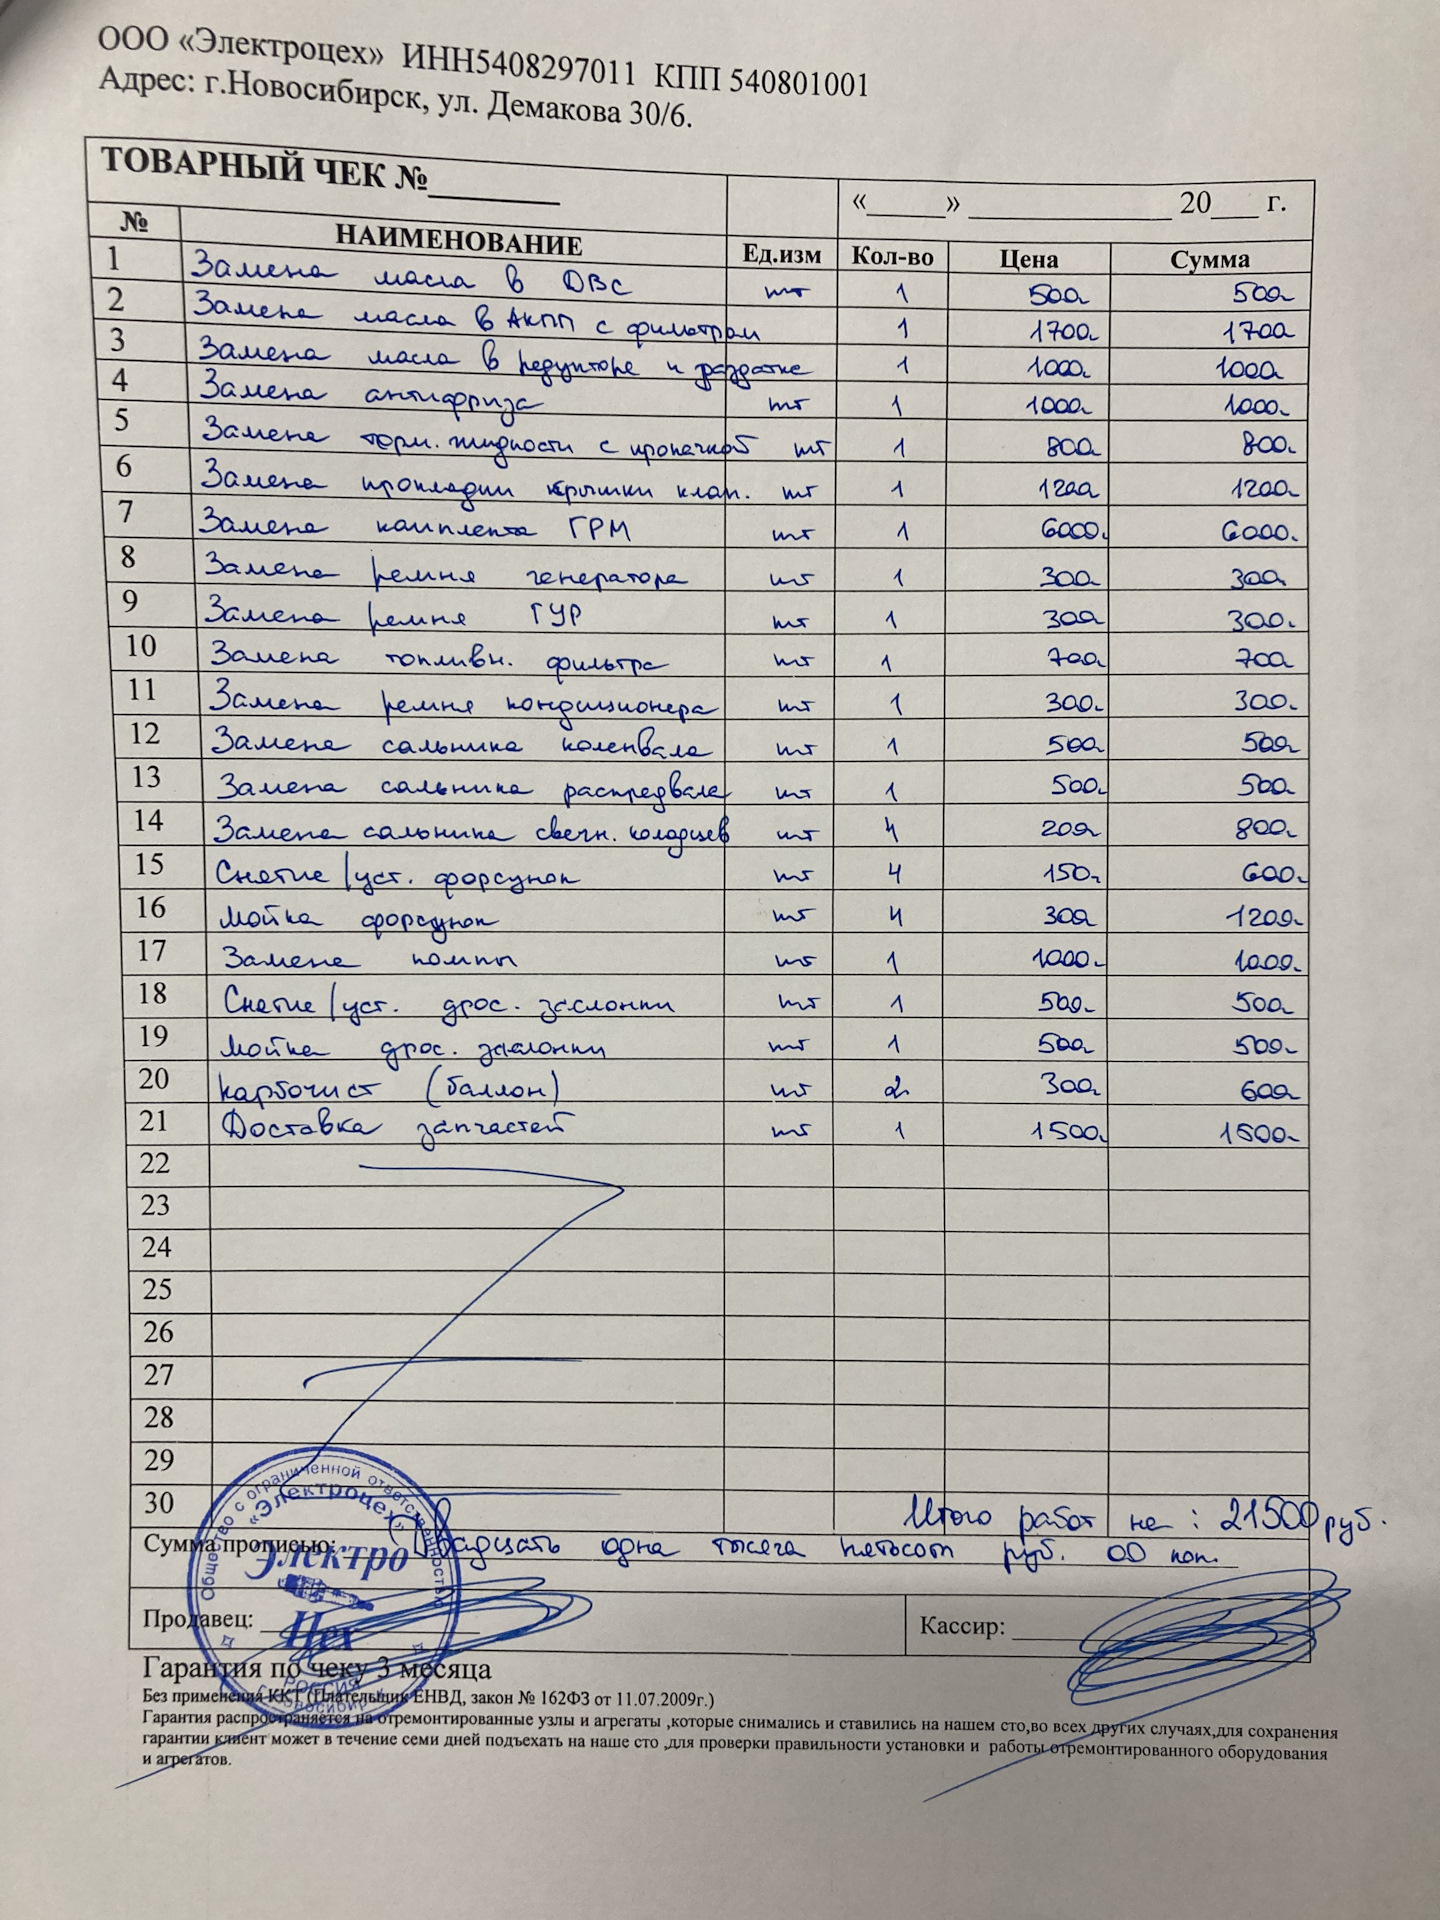 ООО «Электроцех» ИНН5408297011 КПП 540801001
Адрес: г.Новосибирск, ул. Демакова 30/6.
ТОВАРНЫЙ ЧЕК №_______ «_____» _____________ 20___ г.
№ НАИМЕНОВАНИЕ Ед.изм Кол-во Цена Сумма
1 Замена масла в ДВС шт 1 500 500
2 Замена масла в АКПП с фильтром 1 1700 1700
3 Замена масла в редукторе и раздатке 1 1000 1000
4 Замена антифриза шт 1 1000 1000
5 Замена торм. жидкости с прокачкой шт 1 800 800
6 Замена прокладки крышки клап. шт 1 1200 1200
7 Замена комплекта ГРМ шт 1 6000 6000
8 Замена ремня генератора шт 1 300 300
9 Замена ремня ГУР шт 1 300 300
10 Замена топливн. фильтра шт 1 700 700
11 Замена ремня кондиционера шт 1 300 300
12 Замена сальника коленвала шт 1 500 500
13 Замена сальника распредвала шт 1 500 500
14 Замена сальника свечн. колодцев шт 4 200 800
15 Снятие/уст. форсунок шт 4 150 600
16 Мойка форсунок шт 4 300 1200
17 Замена помпы шт 1 1000 1000
18 Снятие/уст. дрос. заслонки шт 1 500 500
19 Мойка дрос. заслонки шт 1 500 500
20 Карбочист (баллон) шт 2 300 600
21 Доставка запчастей шт 1 1500 1500
22
23
24
25
26
27
28
29
30 Итого работ на: 21500 руб.
Сумма прописью: Двадцать одна тысяча пятьсот руб. 00 коп.
Продавец: Кассир:
Общество с ограниченной ответственностью
«Электроцех»
Электро
Цех
РОССИЯ
г.Новосибирск
Гарантия по чеку 3 месяца
Без применения ККТ (Плательщик ЕНВД, закон № 162ФЗ от 11.07.2009г.)
Гарантия распространяется на отремонтированные узлы и агрегаты ,которые снимались и ставились на нашем сто,во всех других случаях,для сохранения
гарантии клиент может в течение семи дней подъехать на наше сто ,для проверки правильности установки и работы отремонтированного оборудования
и агрегатов.